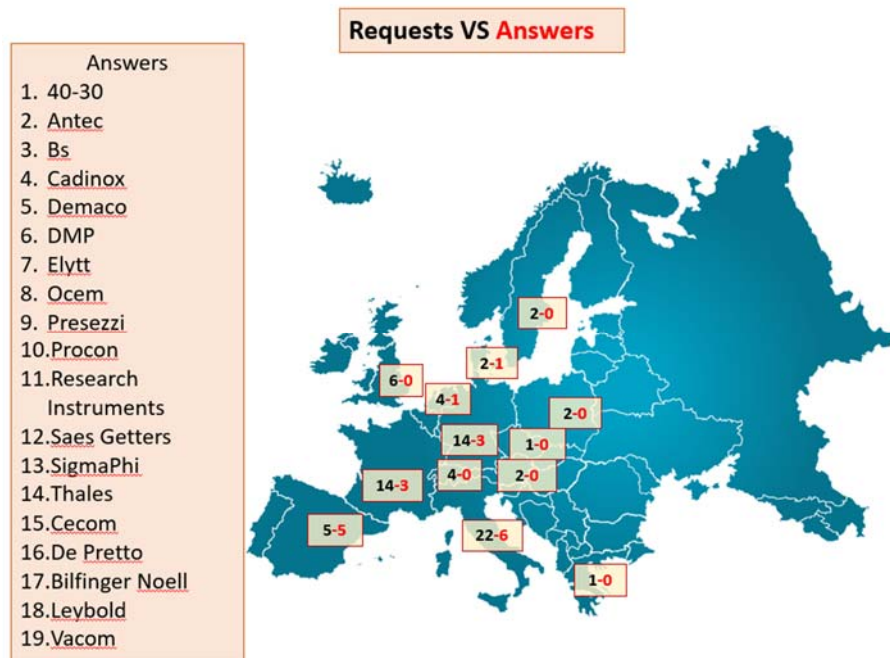 Requests VS Answers
Answers
1. 40-30
2. Antec
3. Bs
4. Cadinox
5. Demaco
6. DMP
7. Elytt
8. Ocem
9. Presezzi
10.Procon
11.Research
Instruments
12.Saes Getters
13.SigmaPhi
14.Thales
15.Cecom
16.De Pretto
17.Bilfinger Noell
18.Leybold
19.Vacom
2-0
2-1
6-0
4-1
2-0
14-3
1-0
4-0
2-0
14-3
5-5
22-6
1-0